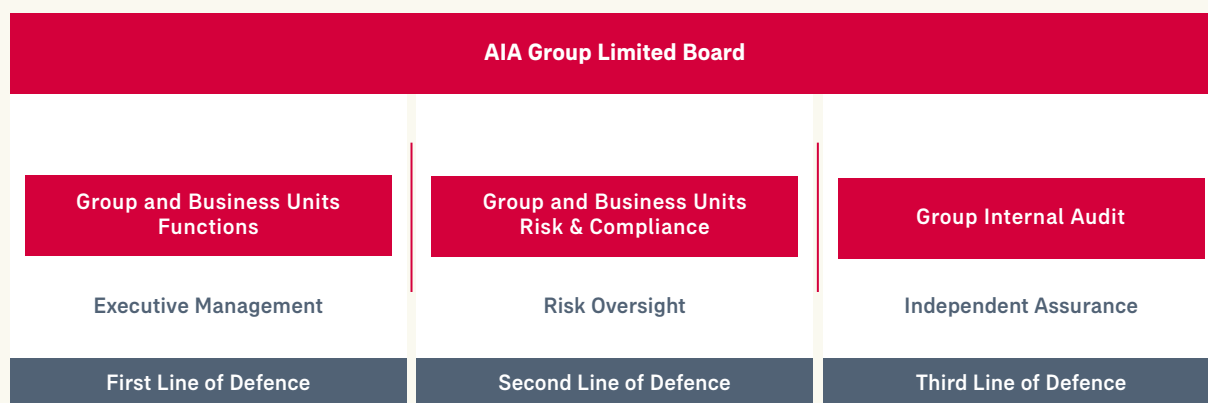 AIA Group Limited Board
Group and Business Units
Functions
Executive Management
First Line of Defence
Group and Business Units
Risk & Compliance
Risk Oversight
Second Line of Defence
Group Internal Audit
Independent Assurance
Third Line of Defence